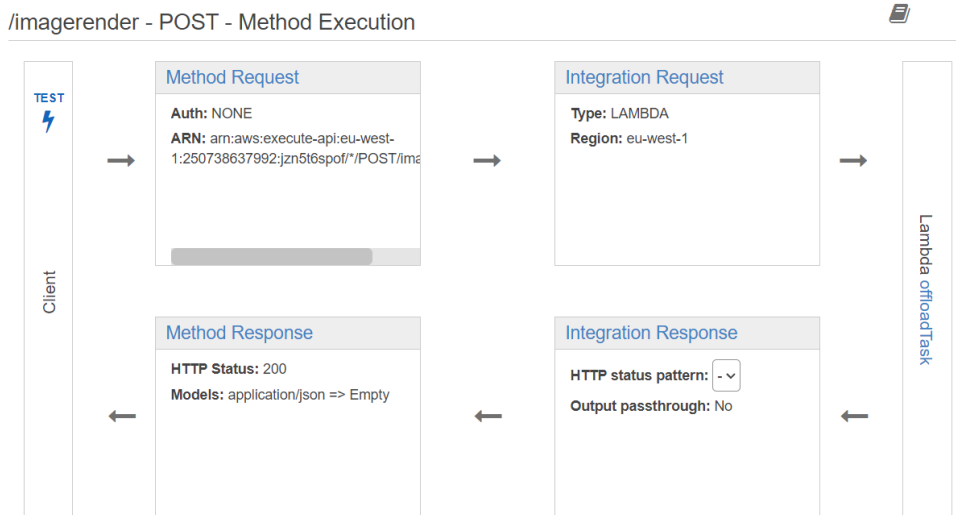 /imagerender - POST - Method Execution
TEST
Client
Method Request
Auth: NONE
ARN: arn:aws:execute-api:eu-west-
1:250738637992:jzn5t6spof/*/POST/ima
Integration Request
Type: LAMBDA
Region: eu-west-1
Lambda offloadTask
Method Response
HTTP Status: 200
Models: application/json => Empty
Integration Response
HTTP status pattern: -
Output passthrough: No